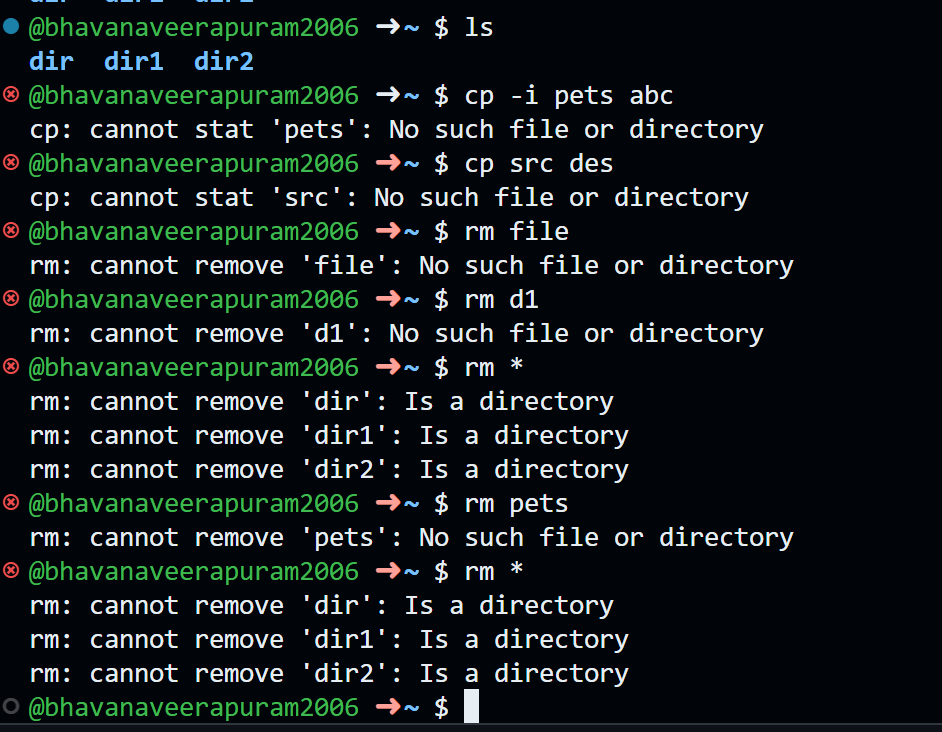 @bhavanaveerapuram2006 ➜ ~ $ ls
dir dir1 dir2
@bhavanaveerapuram2006 ➜ ~ $ cp -i pets abc
cp: cannot stat 'pets': No such file or directory
@bhavanaveerapuram2006 ➜ ~ $ cp src des
cp: cannot stat 'src': No such file or directory
@bhavanaveerapuram2006 ➜ ~ $ rm file
rm: cannot remove 'file': No such file or directory
@bhavanaveerapuram2006 ➜ ~ $ rm d1
rm: cannot remove 'd1': No such file or directory
@bhavanaveerapuram2006 ➜ ~ $ rm *
rm: cannot remove 'dir': Is a directory
rm: cannot remove 'dir1': Is a directory
rm: cannot remove 'dir2': Is a directory
@bhavanaveerapuram2006 ➜ ~ $ rm pets
rm: cannot remove 'pets': No such file or directory
@bhavanaveerapuram2006 ➜ ~ $ rm *
rm: cannot remove 'dir': Is a directory
rm: cannot remove 'dir1': Is a directory
rm: cannot remove 'dir2': Is a directory
@bhavanaveerapuram2006 ➜ ~ $